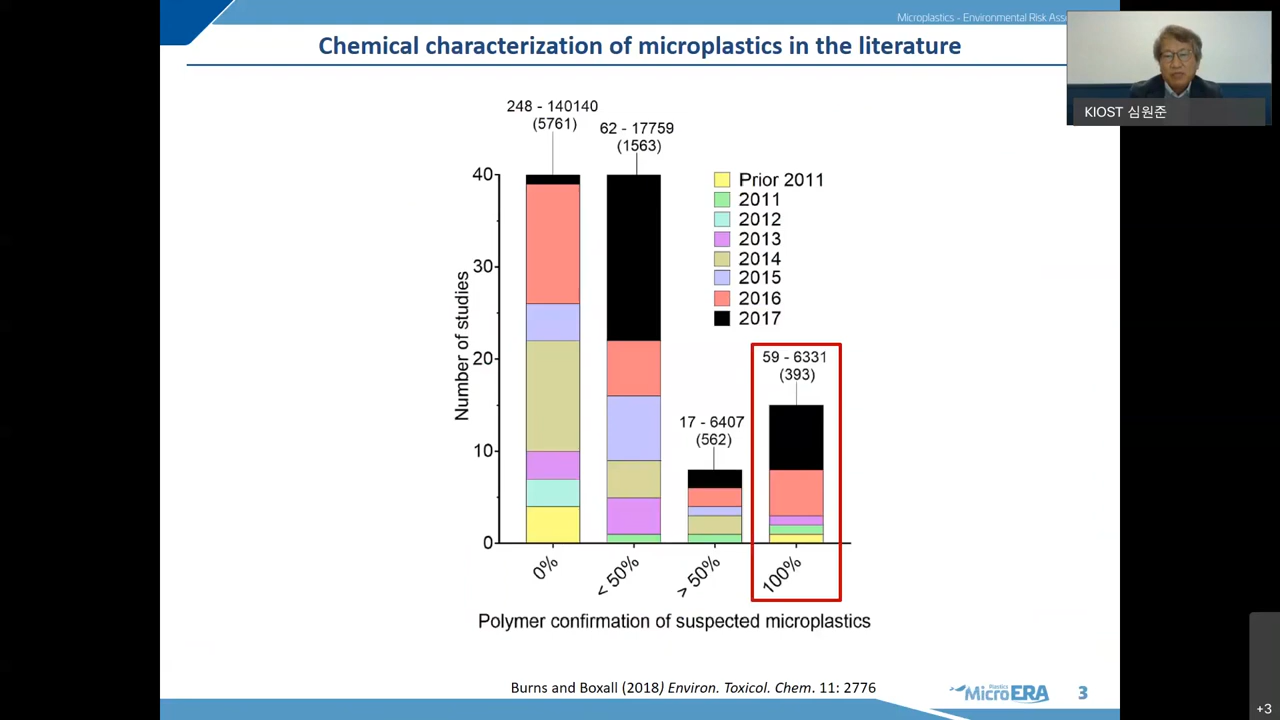 Microplastics - Environmental Risk Ass
Chemical characterization of microplastics in the literature
KIOST 심원준
248 - 140140
(5761)
62 - 17759
(1563)
Prior 2011
2011
2012
2013
2014
2015
2016
2017
59 - 6331
(393)
17 - 6407
(562)
Number of studies
40
30
20
10
0
0%
< 50%
> 50%
100%
Polymer confirmation of suspected microplastics
Burns and Boxall (2018) Environ. Toxicol. Chem. 11: 2776
Plastics
MicroERA
3
+3